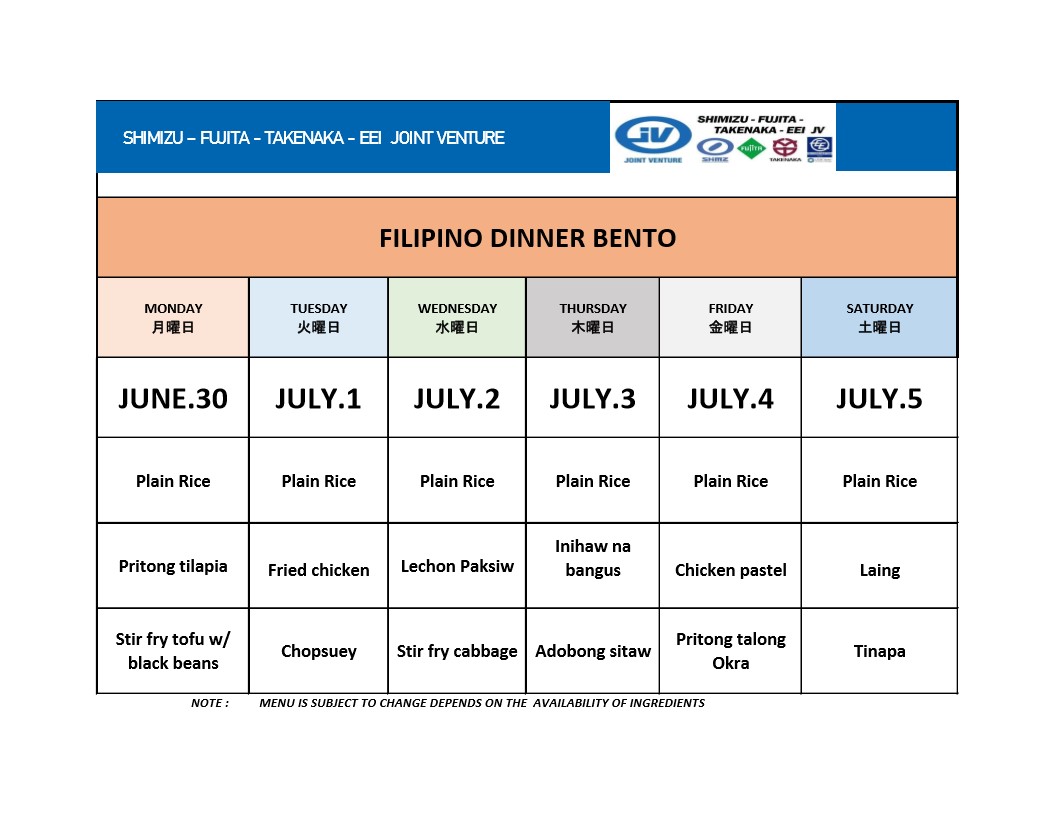 SHIMIZU – FUJITA - TAKENAKA - EEI JOINT VENTURE
JV
JOINT VENTURE
SHIMIZU - FUJITA -
TAKENAKA - EEI JV
SHIMZ
FUJITA
TAKENAKA
FILIPINO DINNER BENTO
MONDAY
月曜日
TUESDAY
火曜日
WEDNESDAY
水曜日
THURSDAY
木曜日
FRIDAY
金曜日
SATURDAY
土曜日
JUNE.30
JULY.1
JULY.2
JULY.3
JULY.4
JULY.5
Plain Rice
Plain Rice
Plain Rice
Plain Rice
Plain Rice
Plain Rice
Pritong tilapia
Fried chicken
Lechon Paksiw
Inihaw na
bangus
Chicken pastel
Laing
Stir fry tofu w/
black beans
Chopsuey
Stir fry cabbage
Adobong sitaw
Pritong talong
Okra
Tinapa
NOTE : MENU IS SUBJECT TO CHANGE DEPENDS ON THE AVAILABILITY OF INGREDIENTS